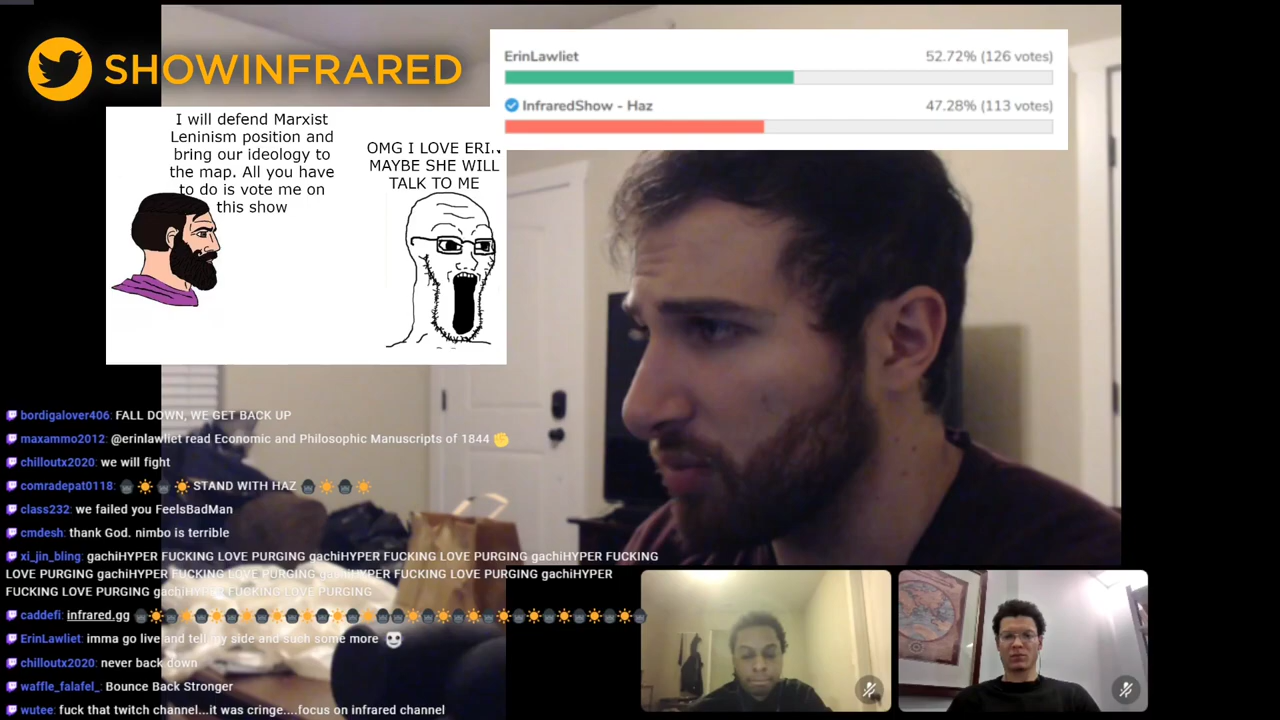 SHOWINFRARED
ErinLawliet 52.72% (126 votes)
InfraredShow - Haz 47.28% (113 votes)
I will defend Marxist
Leninism position and
bring our ideology to
the map. All you have
to do is vote me on
this show
OMG I LOVE ERIN
MAYBE SHE WILL
TALK TO ME
bordigalover406: FALL DOWN, WE GET BACK UP
maxammo2012: @erinlawliet read Economic and Philosophic Manuscripts of 1844 ✊
chilloutx2020: we will fight
comradepat0118: STAND WITH HAZ
class232: we failed you FeelsBadMan
cmdesh: thank God. nimbo is terrible
xi_jin_bling: gachiHYPER FUCKING LOVE PURGING gachiHYPER FUCKING LOVE PURGING gachiHYPER FUCKING
LOVE PURGING gachiHYPER FUCKING LOVE PURGING gachiHYPER FUCKING LOVE PURGING gachiHYPER
FUCKING LOVE PURGING gachiHYPER FUCKING LOVE PURGING
caddefi: infrared.gg
ErinLawliet: imma go live and tell my side and such some more
chilloutx2020: never back down
waffle_falafel_: Bounce Back Stronger
wutee: fuck that twitch channel...it was cringe....focus on infrared channel